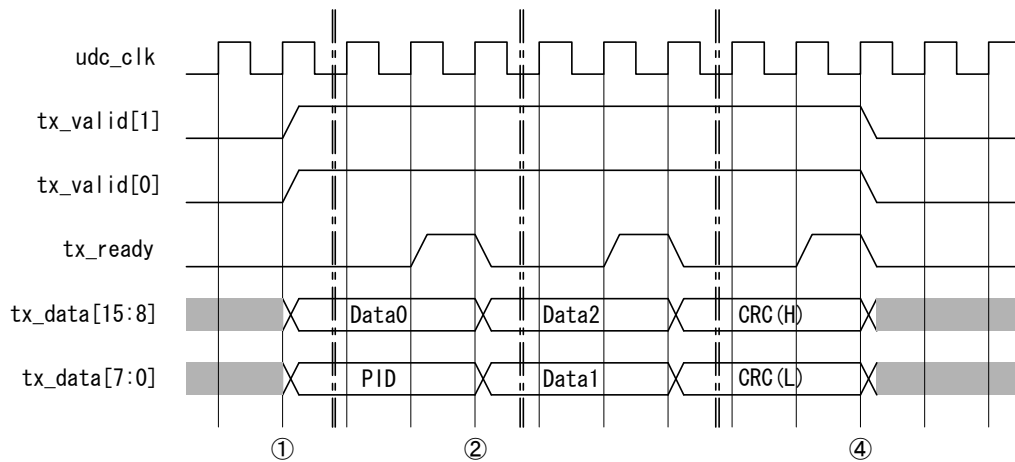 udc_clk
tx_valid[1]
tx_valid[0]
tx_ready
tx_data[15:8] Data0 Data2 CRC(H)
tx_data[7:0] PID Data1 CRC(L)
① ② ④